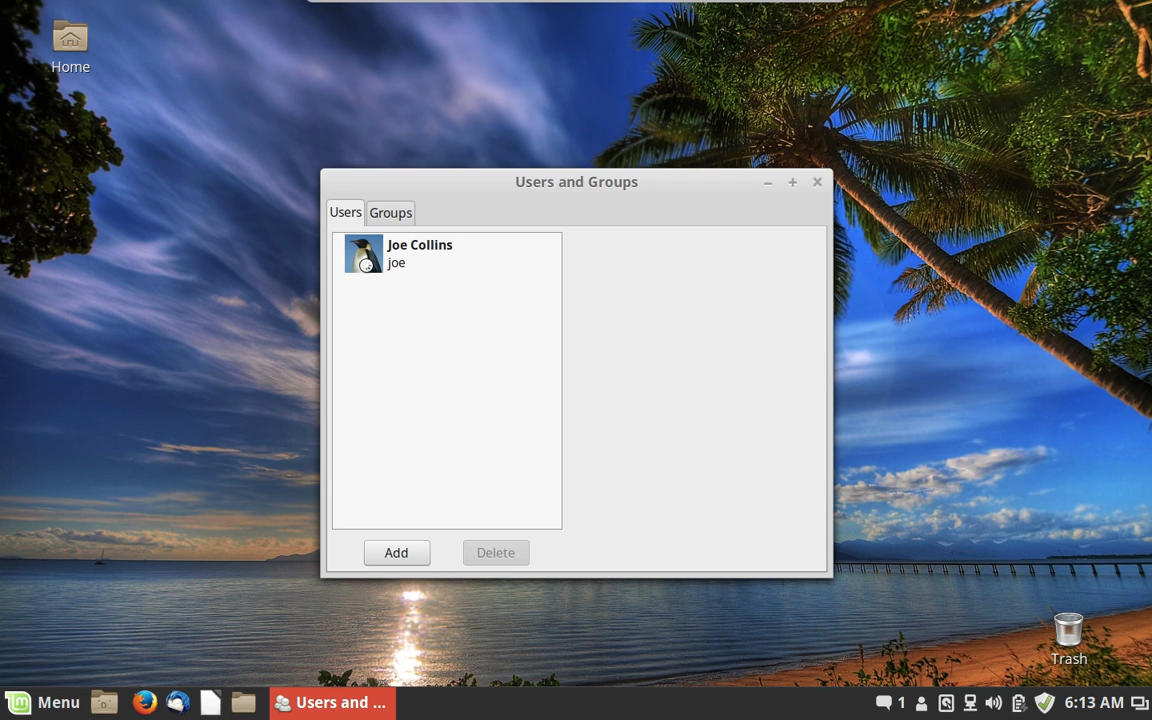 Home
Users and Groups
Users
Groups
Joe Collins
joe
Add
Delete
Trash
Menu
Users and ...
1
6:13 AM